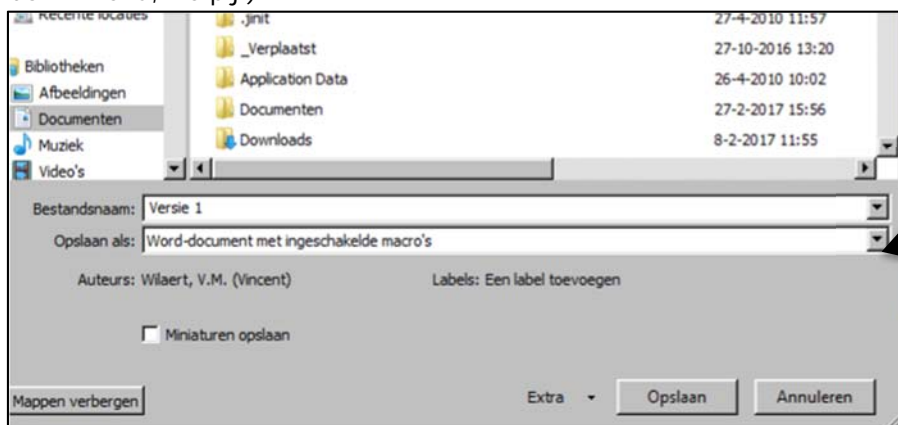 Recente locaties
.jinit 27-4-2010 11:57
_Verplaatst 27-10-2016 13:20
Bibliotheken
Application Data 26-4-2010 10:02
Afbeeldingen
Documenten
Documenten 27-2-2017 15:56
Muziek
Downloads 8-2-2017 11:55
Video's
Bestandsnaam: Versie 1
Opslaan als: Word-document met ingeschakelde macro's
Auteurs: Wilaert, V.M. (Vincent) Labels: Een label toevoegen
Miniaturen opslaan
Mappen verbergen Extra Opslaan Annuleren